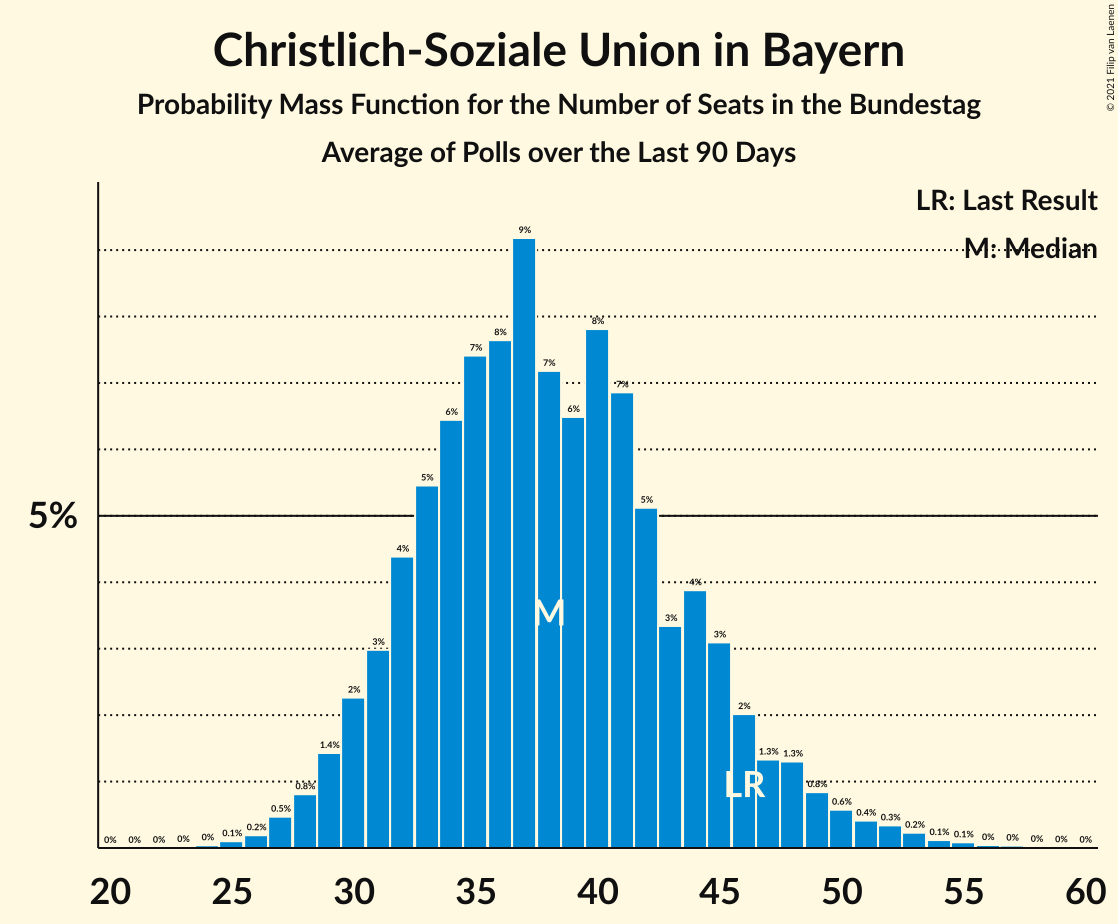 © 2021 Filip van Laenen
Christlich-Soziale Union in Bayern
Probability Mass Function for the Number of Seats in the Bundestag
Average of Polls over the Last 90 Days
LR: Last Result
M: Median
5%
0% 0% 0% 0% 0% 0.1% 0.2% 0.5% 0.8% 1.4% 2% 3% 4% 5% 6% 7% 8% 9% 7% 6% 8% 7% 5% 3% 4% 3% 2% 1.3% 1.3% 0.8% 0.6% 0.4% 0.3% 0.2% 0.1% 0.1% 0% 0% 0% 0% 0%
M
LR
20 25 30 35 40 45 50 55 60